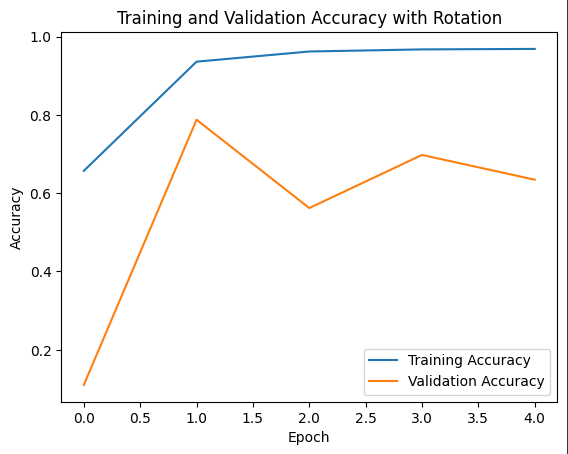 Training and Validation Accuracy with Rotation
1.0
0.8
0.6
0.4
0.2
Accuracy
Training Accuracy
Validation Accuracy
0.0 0.5 1.0 1.5 2.0 2.5 3.0 3.5 4.0
Epoch